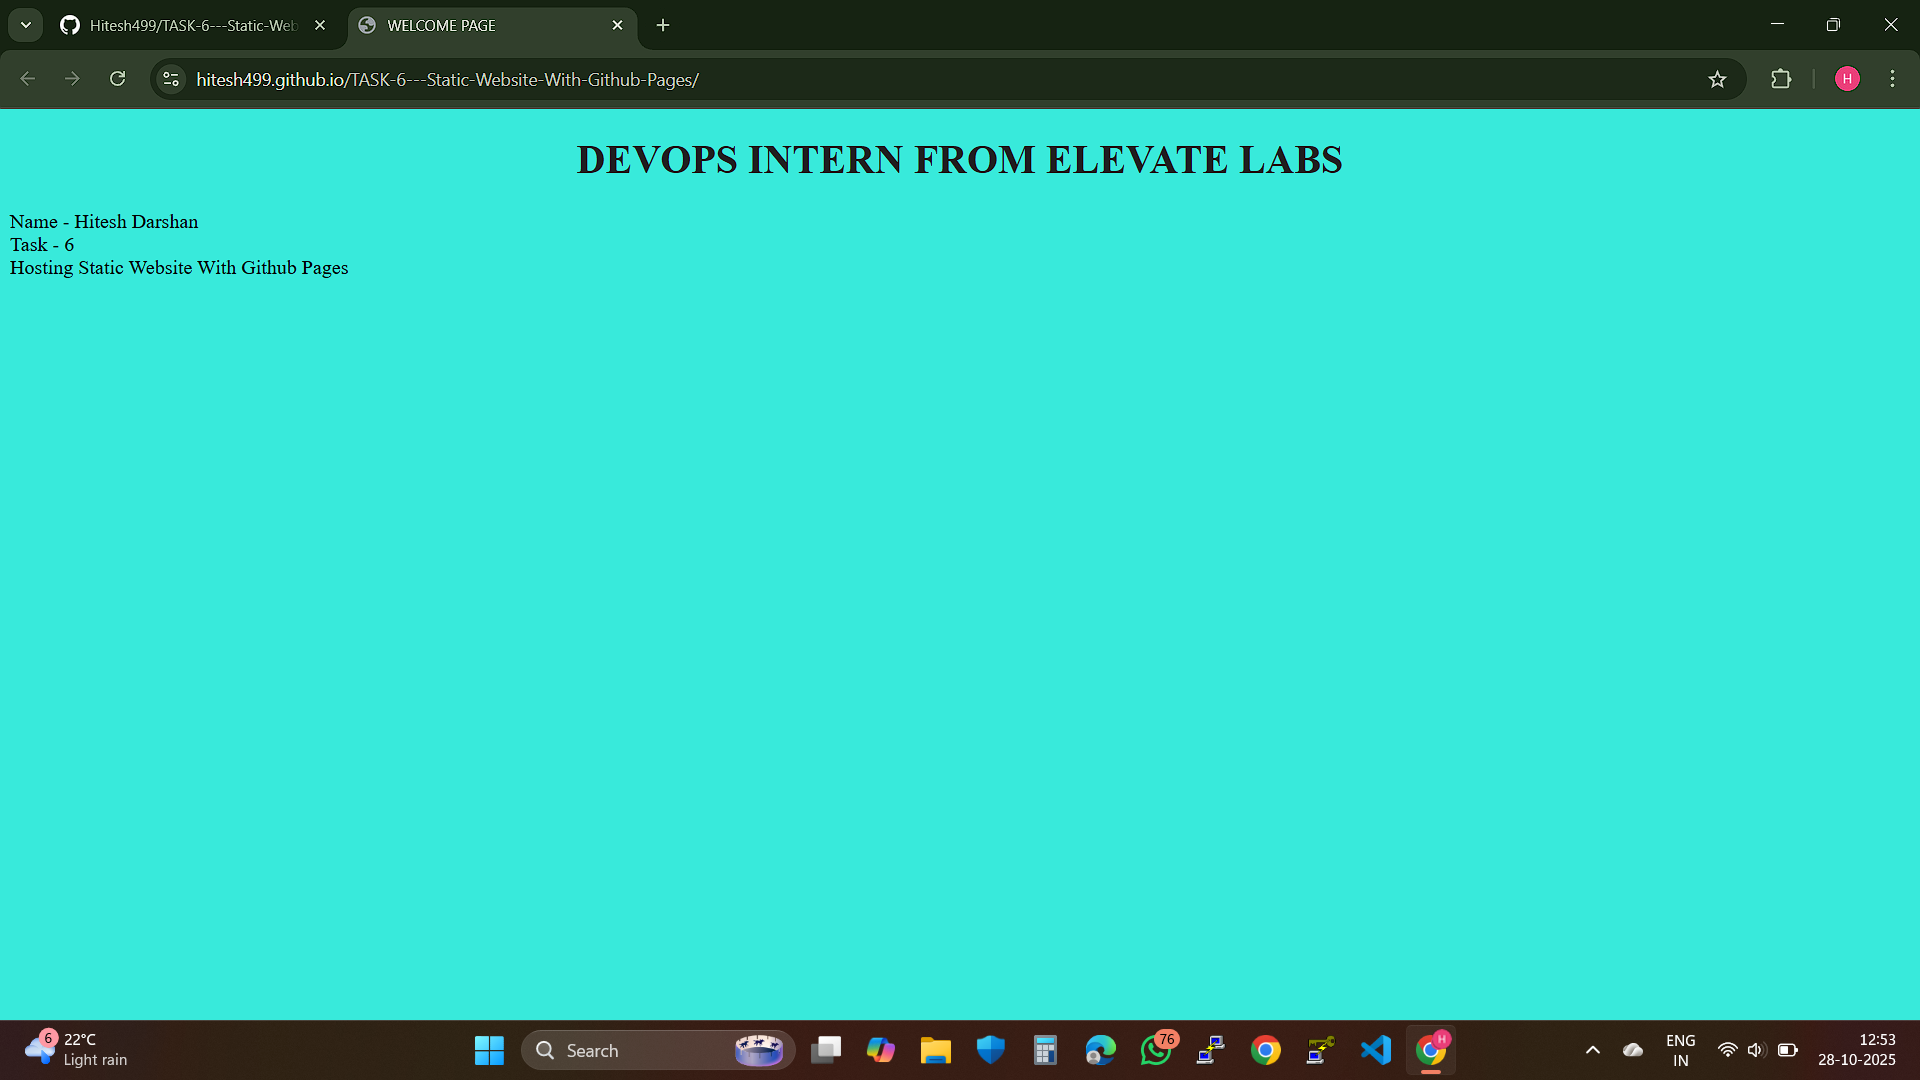 Hitesh499/TASK-6---Static-Web
WELCOME PAGE
hitesh499.github.io/TASK-6---Static-Website-With-Github-Pages/
H
DEVOPS INTERN FROM ELEVATE LABS
Name - Hitesh Darshan
Task - 6
Hosting Static Website With Github Pages
6
22°C
Light rain
Search
76
H
ENG
IN
12:53
28-10-2025